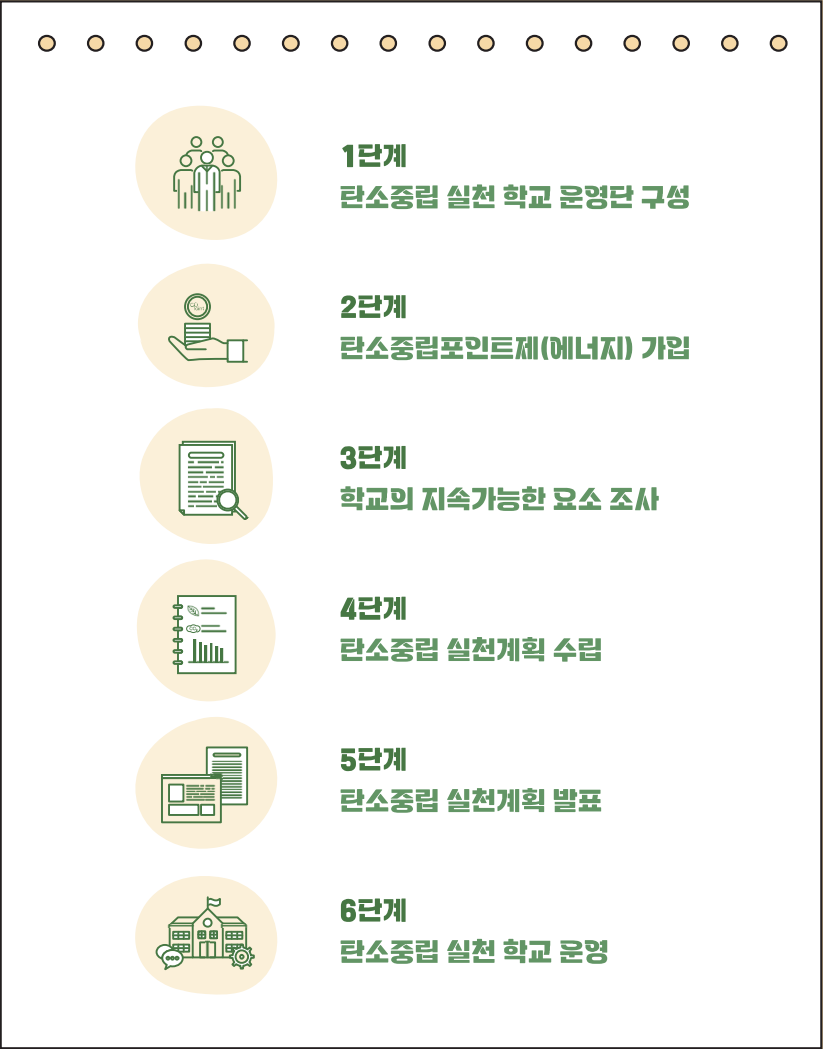 1단계
탄소중립 실천 학교 운영단 구성
2단계
탄소중립포인트제(에너지) 가입
3단계
학교의 지속가능한 요소 조사
4단계
탄소중립 실천계획 수립
5단계
탄소중립 실천계획 발표
6단계
탄소중립 실천 학교 운영